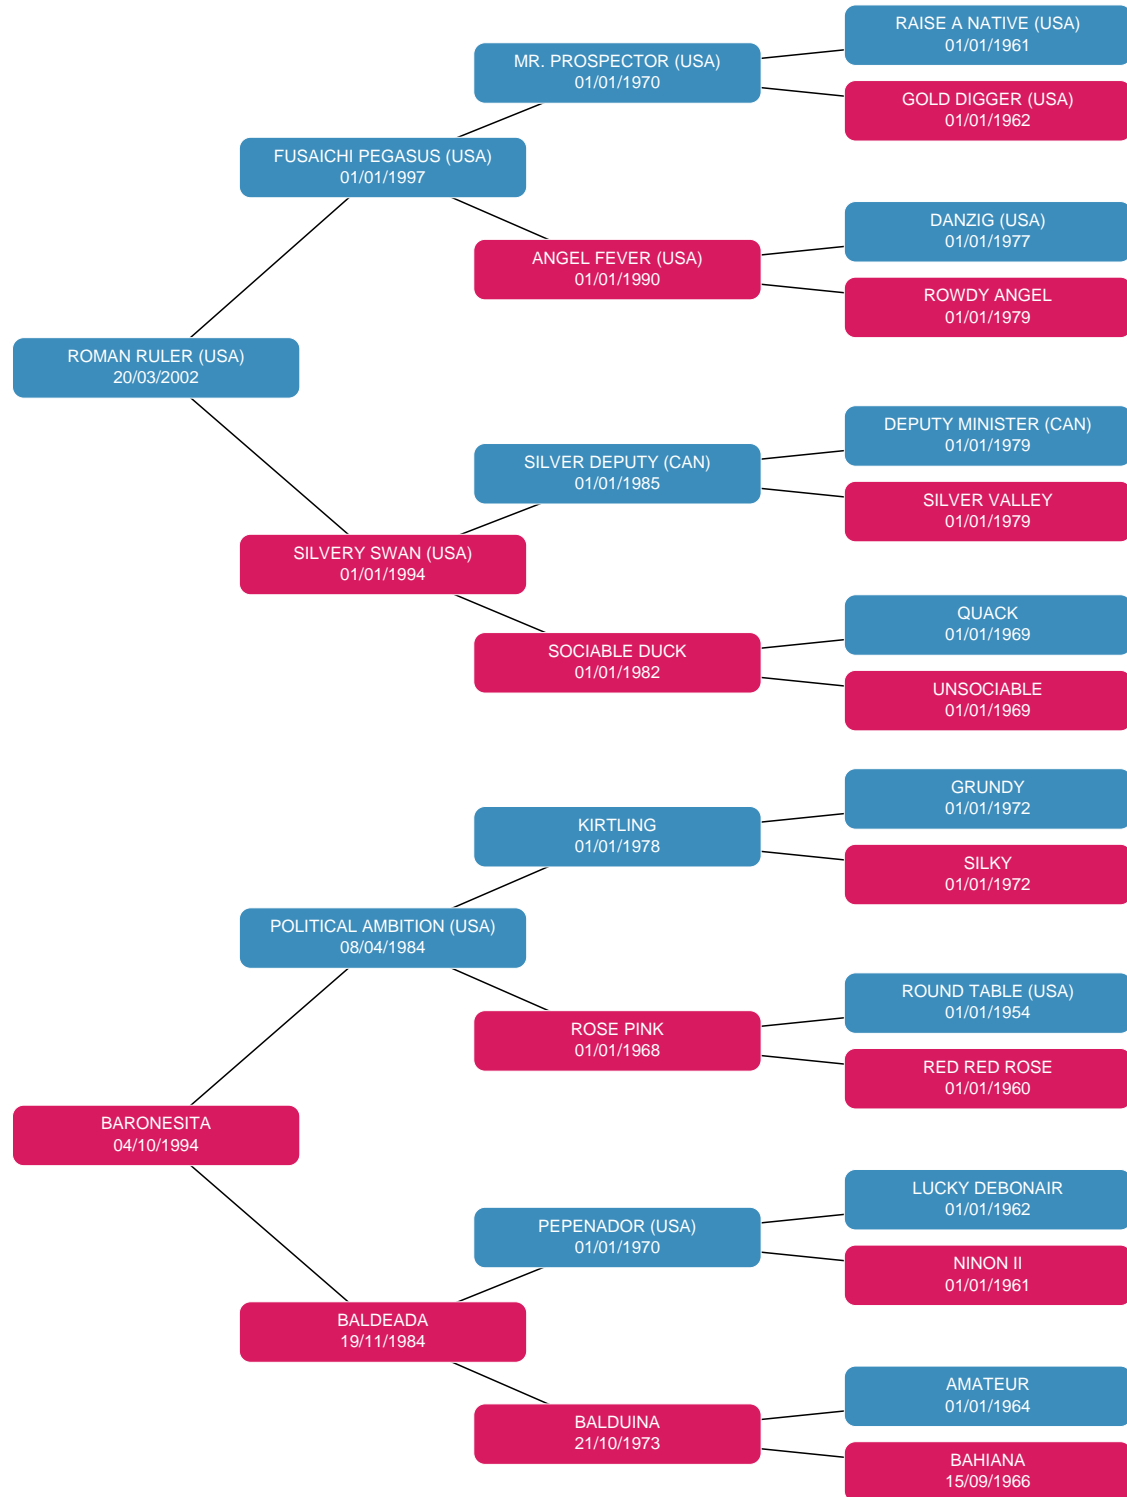 RAISE A NATIVE (USA)
01/01/1961
MR. PROSPECTOR (USA)
01/01/1970
GOLD DIGGER (USA)
01/01/1962
FUSAICHI PEGASUS (USA)
01/01/1997
DANZIG (USA)
01/01/1977
ANGEL FEVER (USA)
01/01/1990
ROWDY ANGEL
01/01/1979
ROMAN RULER (USA)
20/03/2002
DEPUTY MINISTER (CAN)
01/01/1979
SILVER DEPUTY (CAN)
01/01/1985
SILVER VALLEY
01/01/1979
SILVERY SWAN (USA)
01/01/1994
QUACK
01/01/1969
SOCIABLE DUCK
01/01/1982
UNSOCIABLE
01/01/1969
GRUNDY
01/01/1972
KIRTLING
01/01/1978
SILKY
01/01/1972
POLITICAL AMBITION (USA)
08/04/1984
ROUND TABLE (USA)
01/01/1954
ROSE PINK
01/01/1968
RED RED ROSE
01/01/1960
BARONESITA
04/10/1994
LUCKY DEBONAIR
01/01/1962
PEPENADOR (USA)
01/01/1970
NINON II
01/01/1961
BALDEADA
19/11/1984
AMATEUR
01/01/1964
BALDUINA
21/10/1973
BAHIANA
15/09/1966